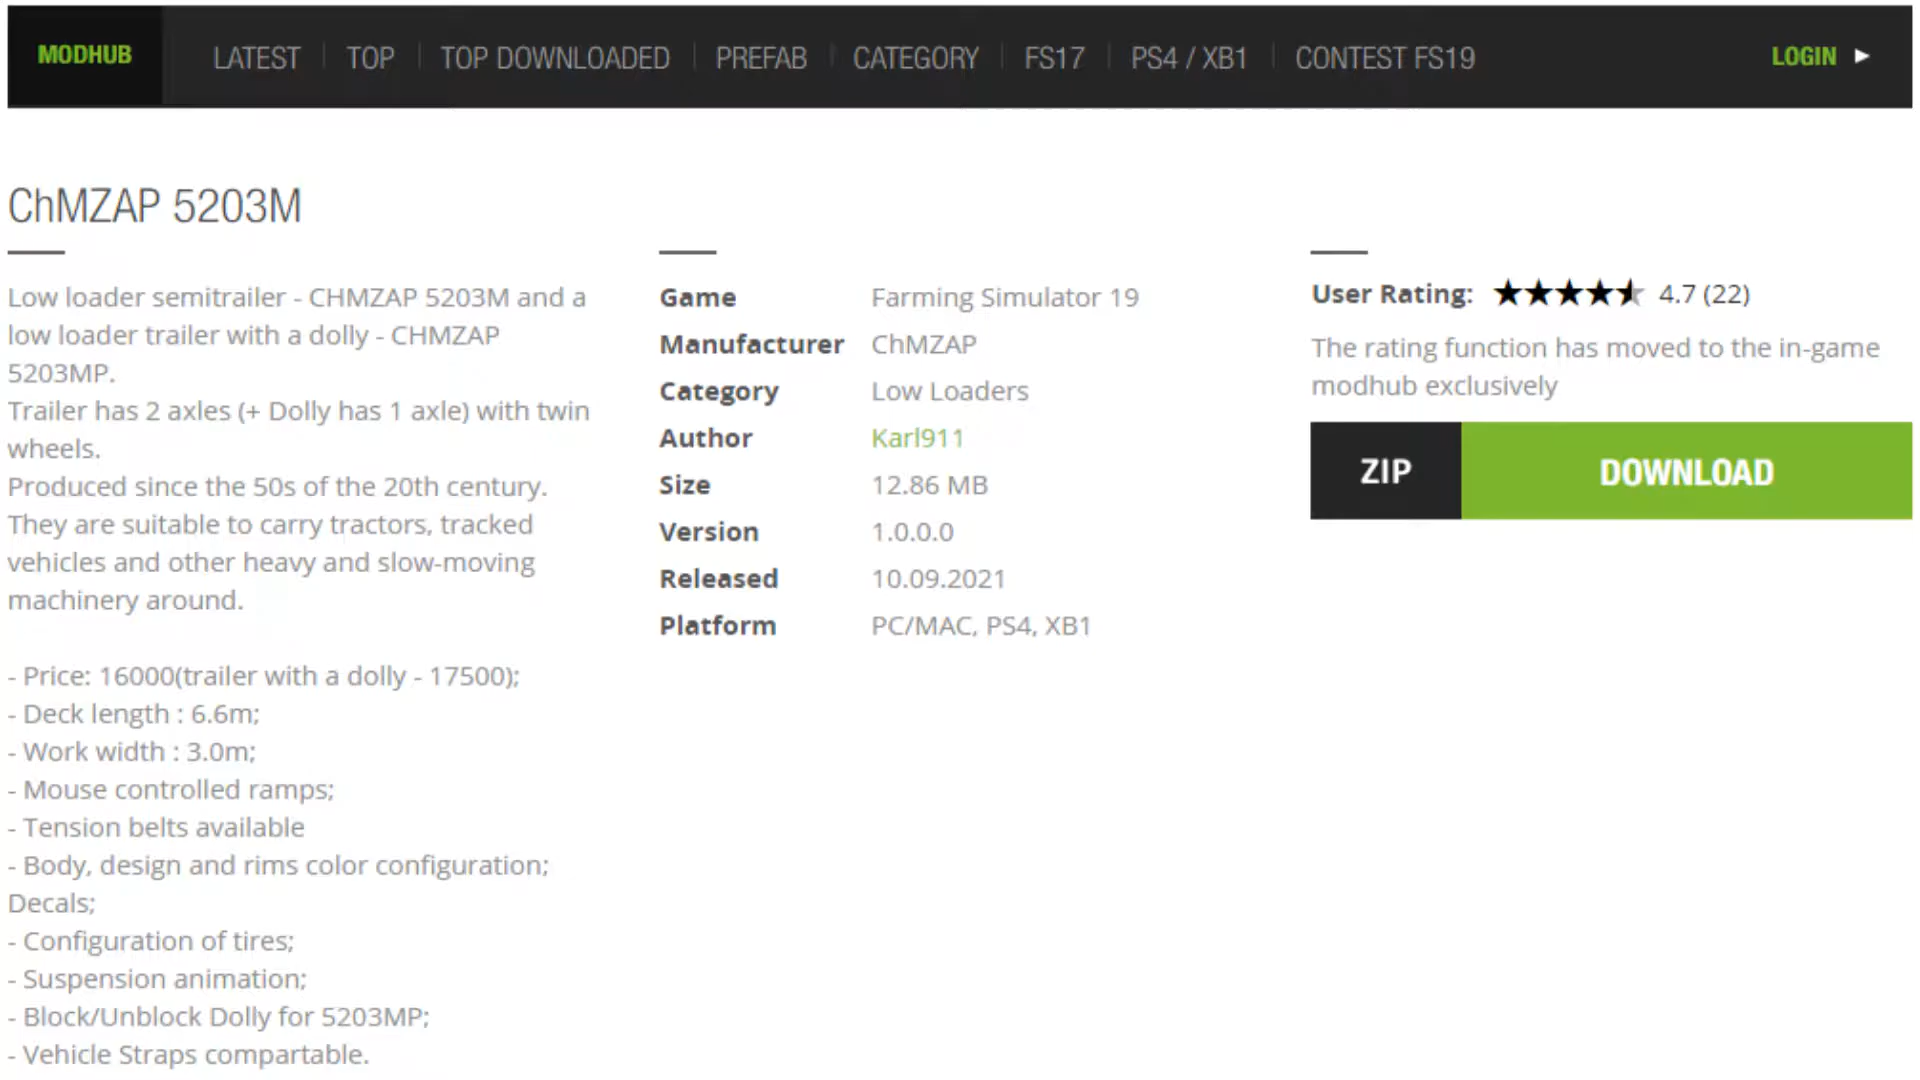 MODHUB LATEST TOP TOP DOWNLOADED PREFAB CATEGORY FS17 PS4 / XB1 CONTEST FS19 LOGIN
ChMZAP 5203M
Low loader semitrailer - CHMZAP 5203M and a
low loader trailer with a dolly - CHMZAP
5203MP.
Trailer has 2 axles (+ Dolly has 1 axle) with twin
wheels.
Produced since the 50s of the 20th century.
They are suitable to carry tractors, tracked
vehicles and other heavy and slow-moving
machinery around.
- Price: 16000(trailer with a dolly - 17500);
- Deck length : 6.6m;
- Work width : 3.0m;
- Mouse controlled ramps;
- Tension belts available
- Body, design and rims color configuration;
Decals;
- Configuration of tires;
- Suspension animation;
- Block/Unblock Dolly for 5203MP;
- Vehicle Straps compartable.
Game Farming Simulator 19
Manufacturer ChMZAP
Category Low Loaders
Author Karl911
Size 12.86 MB
Version 1.0.0.0
Released 10.09.2021
Platform PC/MAC, PS4, XB1
User Rating: 4.7 (22)
The rating function has moved to the in-game
modhub exclusively
ZIP DOWNLOAD